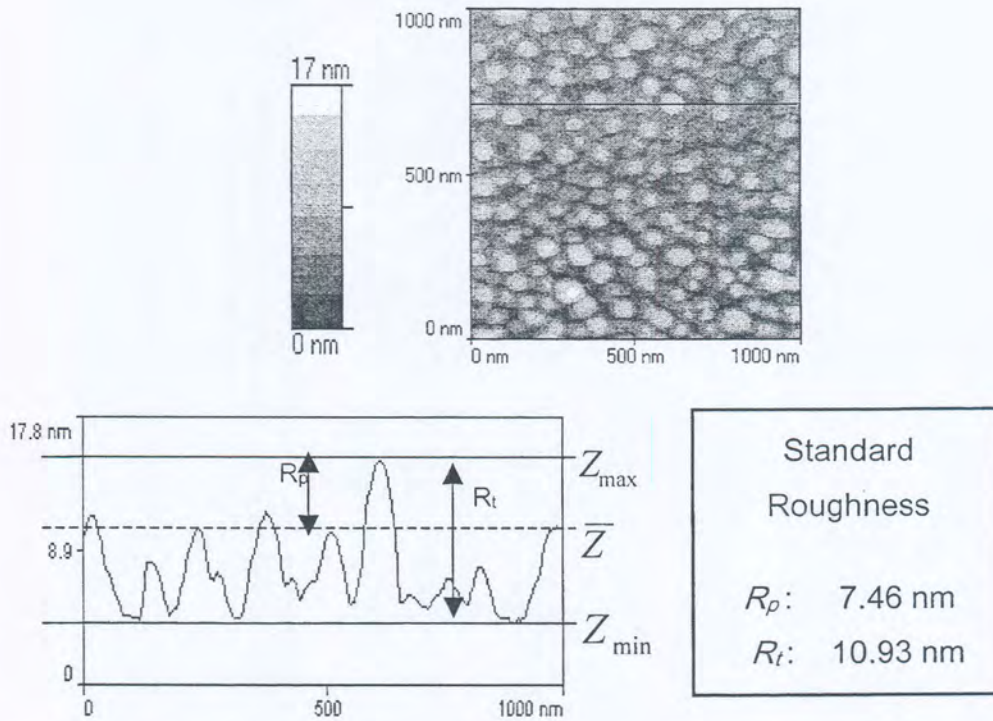 1000 nm
17 nm
500 nm
0 nm
0 nm
0 nm
500 nm
1000 nm
17.8 nm
8.9
0
0
500
1000 nm
Rp
Rt
Zmax
Z̅
Zmin
Standard
Roughness
Rp: 7.46 nm
Rt: 10.93 nm